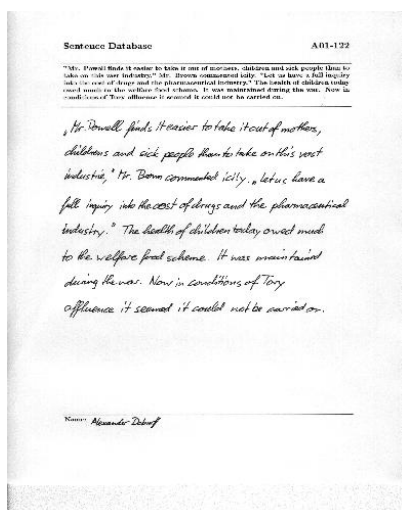 Sentence Database A01-122
"Mr. Powell finds it easier to take it out of mothers, children and sick people than to
take on this vast industry," Mr. Brown commented icily. "Let us have a full inquiry
into the cost of drugs and the pharmaceutical industry." The health of children today
owed much to the welfare food scheme. It was maintained during the war. Now in
conditions of Tory affluence it seemed it could not be carried on.
„Mr. Powell finds it easier to take it out of mothers,
childrens and sick people than to take on this vast
industrie," Mr. Brown commented icily. „Let us have a
full inquiry into the cost of drugs and the pharmaceutical
industry." The health of children today owed much
to the welfare food scheme. It was maintained
during the war. Now in conditions of Tory
affluence it seemed it could not be carried on.
Name: Alexander